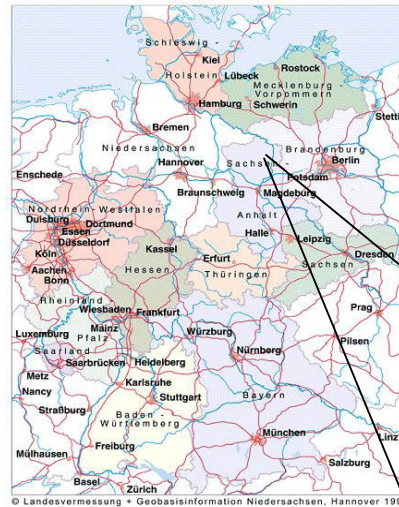 Schleswig -
Kiel
Holstein
Lübeck
Rostock
Mecklenburg
Vorpommern
Hamburg
Schwerin
Stetti
Bremen
Niedersachsen
Brandenburg
Hannover
Sachsen -
Berlin
Enschede
Potsdam
Braunschweig
Magdeburg
Nordrhein-Westfalen
Anhalt
Duisburg
Dortmund
Essen
Halle
Leipzig
Düsseldorf
Kassel
Köln
Erfurt
Dresden
Hessen
Thüringen
Sachsen
Aachen
Bonn
Rheinland
Wiesbaden
Frankfurt
Prag
Mainz
Luxemburg
Pfalz
Würzburg
Pilsen
Saarland
Nürnberg
Saarbrücken
Heidelberg
Metz
Karlsruhe
Nancy
Stuttgart
Bayern
Straßburg
Baden -
Württemberg
München
Linz
Freiburg
Mülhausen
Salzburg
Basel
Zürich
© Landesvermessung + Geobasisinformation Niedersachsen, Hannover 199